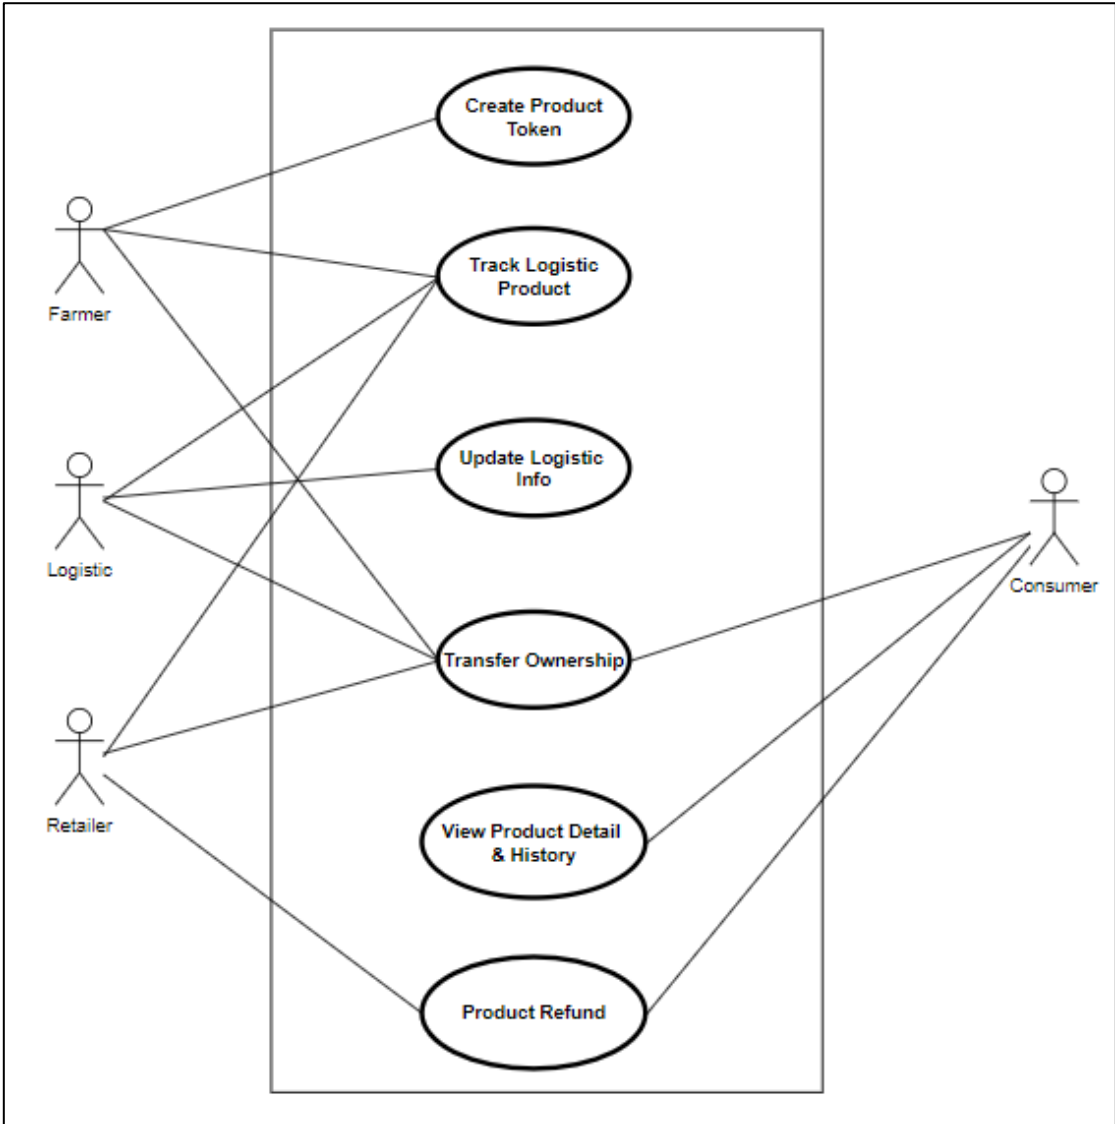 Create Product
Token
Farmer
Track Logistic
Product
Logistic
Update Logistic
Info
Consumer
Transfer Ownership
Retailer
View Product Detail
& History
Product Refund